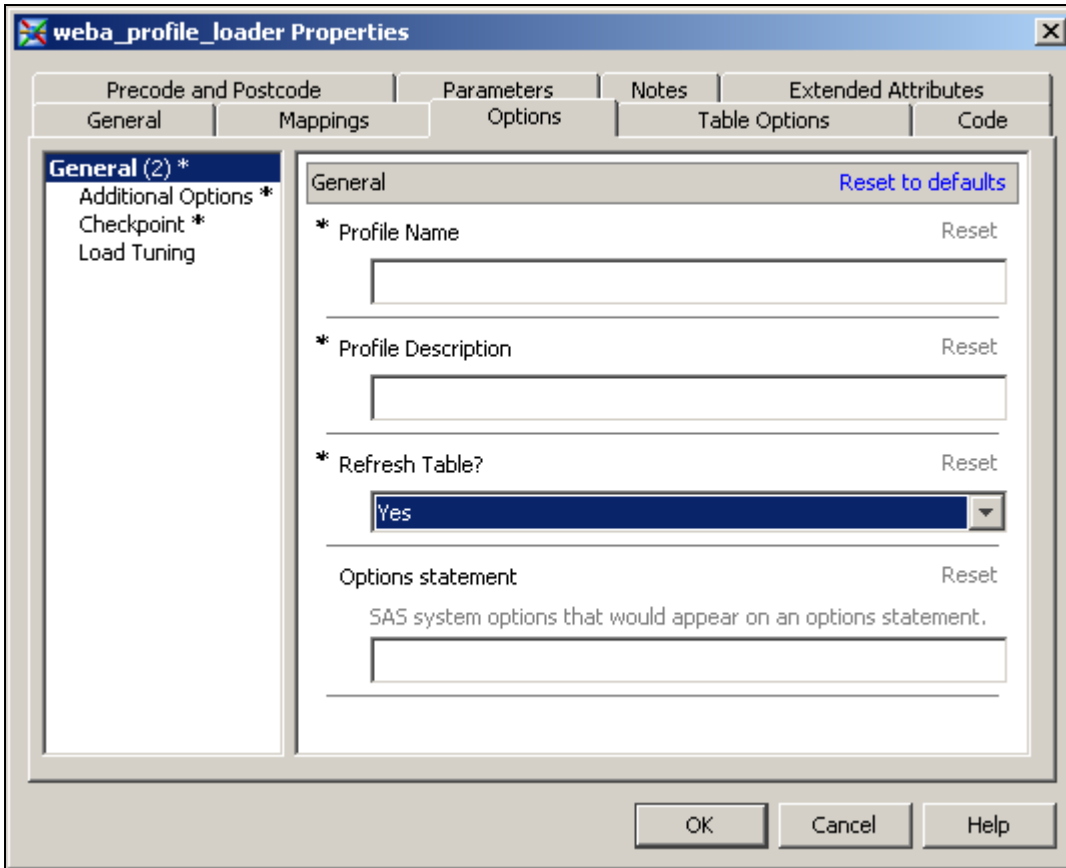 weba_profile_loader Properties
Precode and Postcode Parameters Notes Extended Attributes
General Mappings Options Table Options Code
General (2) *
Additional Options *
Checkpoint *
Load Tuning
General Reset to defaults
* Profile Name Reset
* Profile Description Reset
* Refresh Table? Reset
Yes
Options statement Reset
SAS system options that would appear on an options statement.
OK Cancel Help